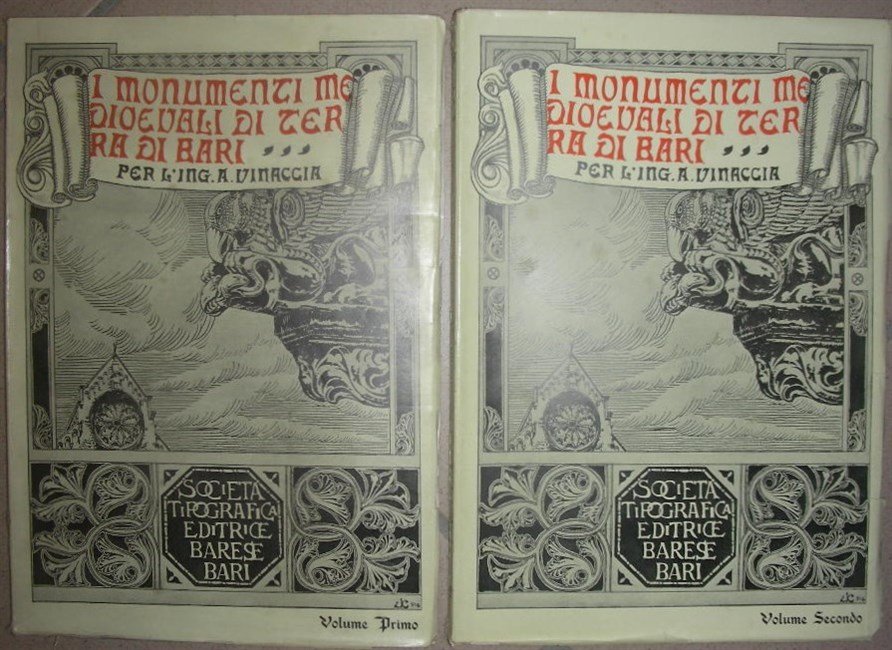 I MONUMENTI ME
DIOEVALI DI TER
RA DI BARI
PER L'ING. A. VINACCIA
SOCIETÀ
TIPOGRAFICA
EDITRICE
BARESE
BARI
Volume Primo
I MONUMENTI ME
DIOEVALI DI TER
RA DI BARI
PER L'ING. A. VINACCIA
SOCIETÀ
TIPOGRAFICA
EDITRICE
BARESE
BARI
Volume Secondo